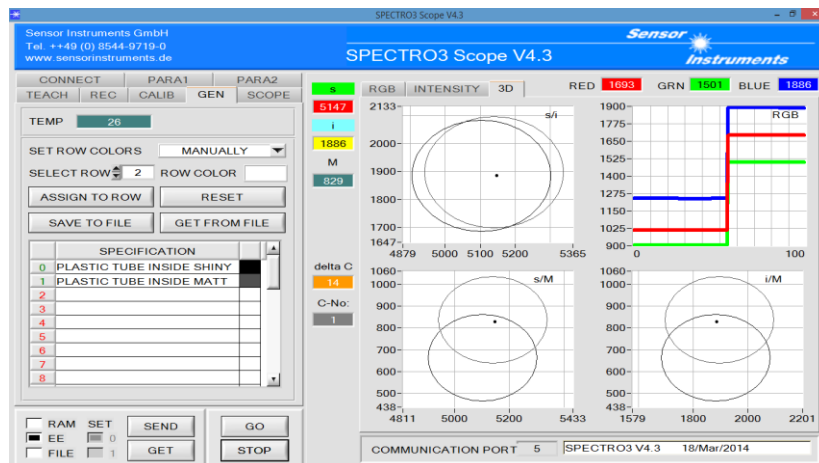 SPECTRO3 Scope V4.3
Sensor Instruments GmbH
Tel. ++49 (0) 8544-9719-0
www.sensorinstruments.de
SPECTRO3 Scope V4.3
Sensor
Instruments
CONNECT PARA1 PARA2
TEACH REC CALIB GEN SCOPE
TEMP 26
SET ROW COLORS MANUALLY
SELECT ROW 2 ROW COLOR
ASSIGN TO ROW RESET
SAVE TO FILE GET FROM FILE
SPECIFICATION
0 PLASTIC TUBE INSIDE SHINY
1 PLASTIC TUBE INSIDE MATT
2
3
4
5
6
7
8
RAM SET SEND GO
EE 0
FILE 1 GET STOP
s
5147
i
1886
M
829
delta C
14
C-No:
1
RGB INTENSITY 3D RED 1693 GRN 1501 BLUE 1886
s/i
2133
2000
1900
1800
1700
1647
4879 5000 5100 5200 5365
RGB
1900
1775
1650
1525
1400
1275
1150
1025
900
0 100
s/M
1060
1000
900
800
700
600
500
438
4811 5000 5200 5433
i/M
1060
1000
900
800
700
600
500
438
1579 1800 2000 2201
COMMUNICATION PORT 5 SPECTRO3 V4.3 18/Mar/2014